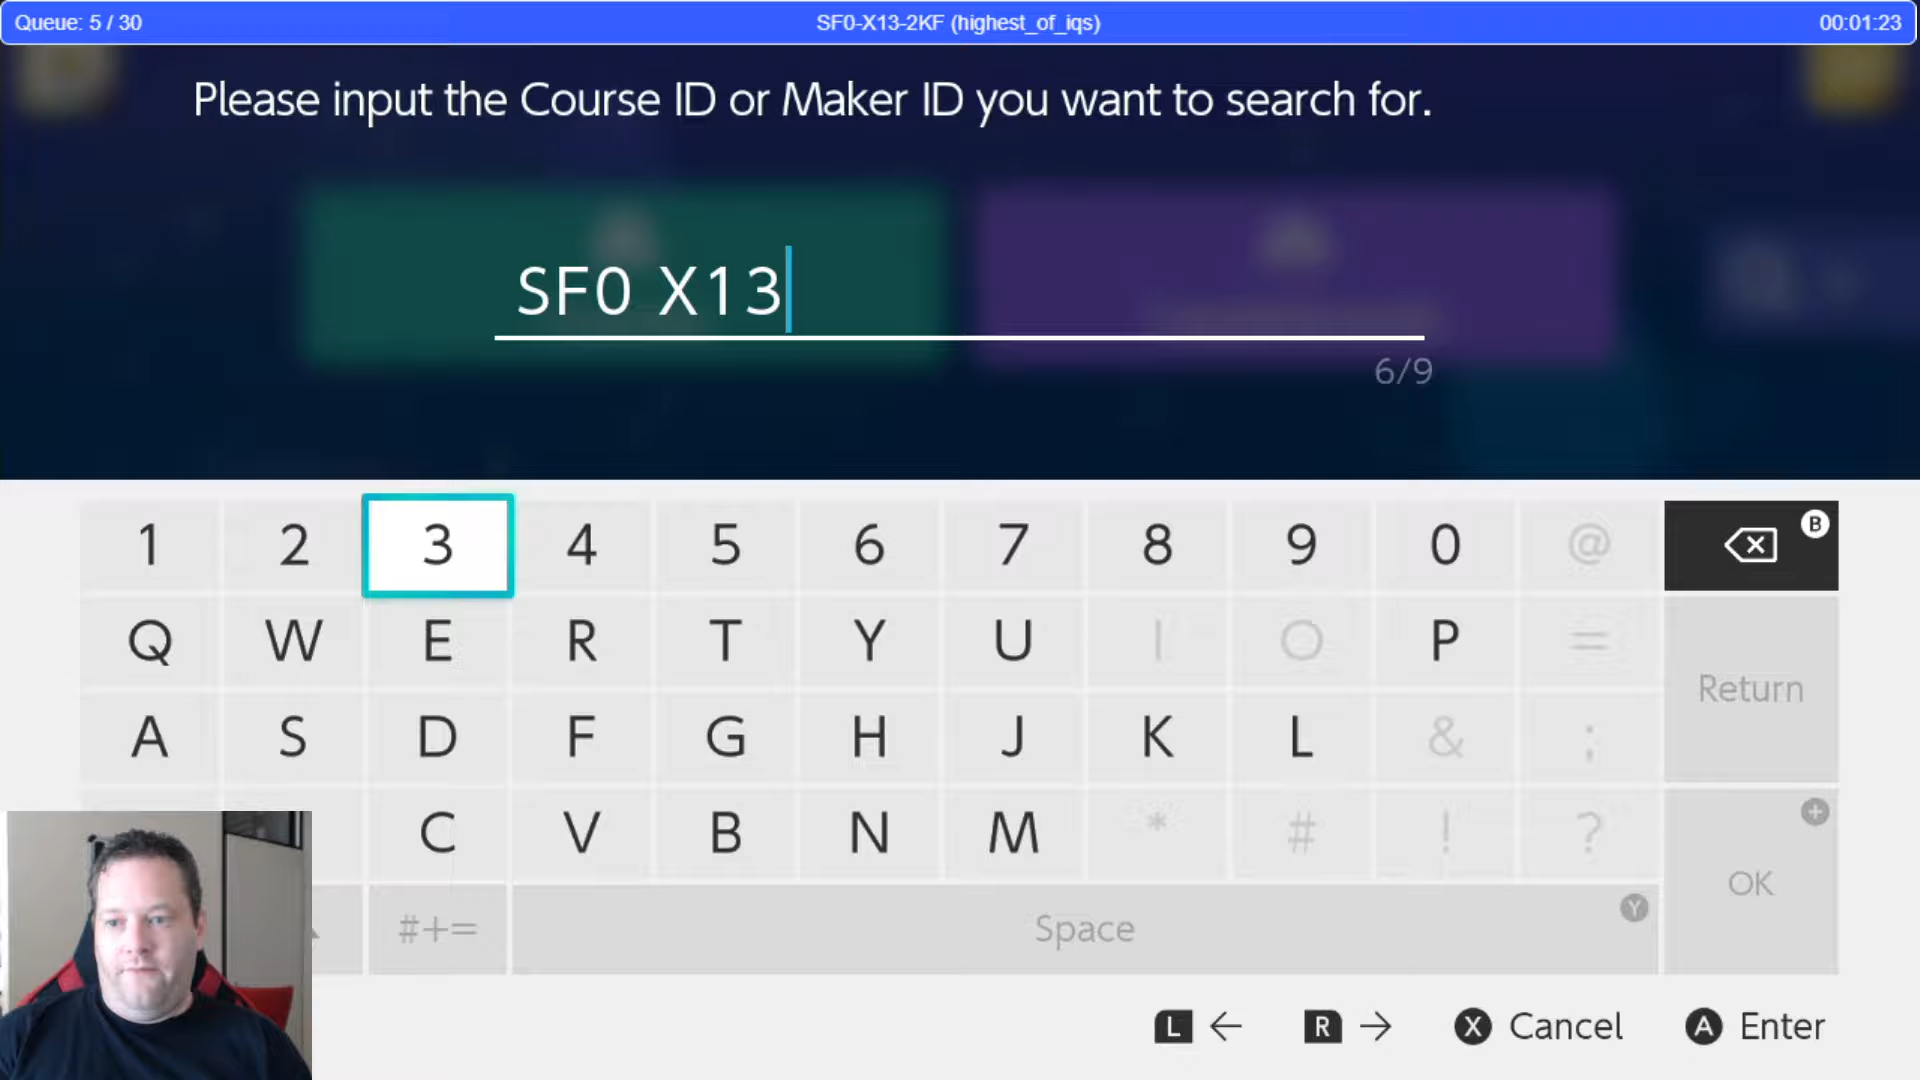 Queue: 5 / 30 SF0-X13-2KF (highest_of_iqs) 00:01:23
Please input the Course ID or Maker ID you want to search for.
SF0 X13
6/9
1 2 3 4 5 6 7 8 9 0 @ B
Q W E R T Y U I O P =
Return
A S D F G H J K L & ;
C V B N M * # ! ? +
OK
#+= Space Y
L ← R → X Cancel A Enter